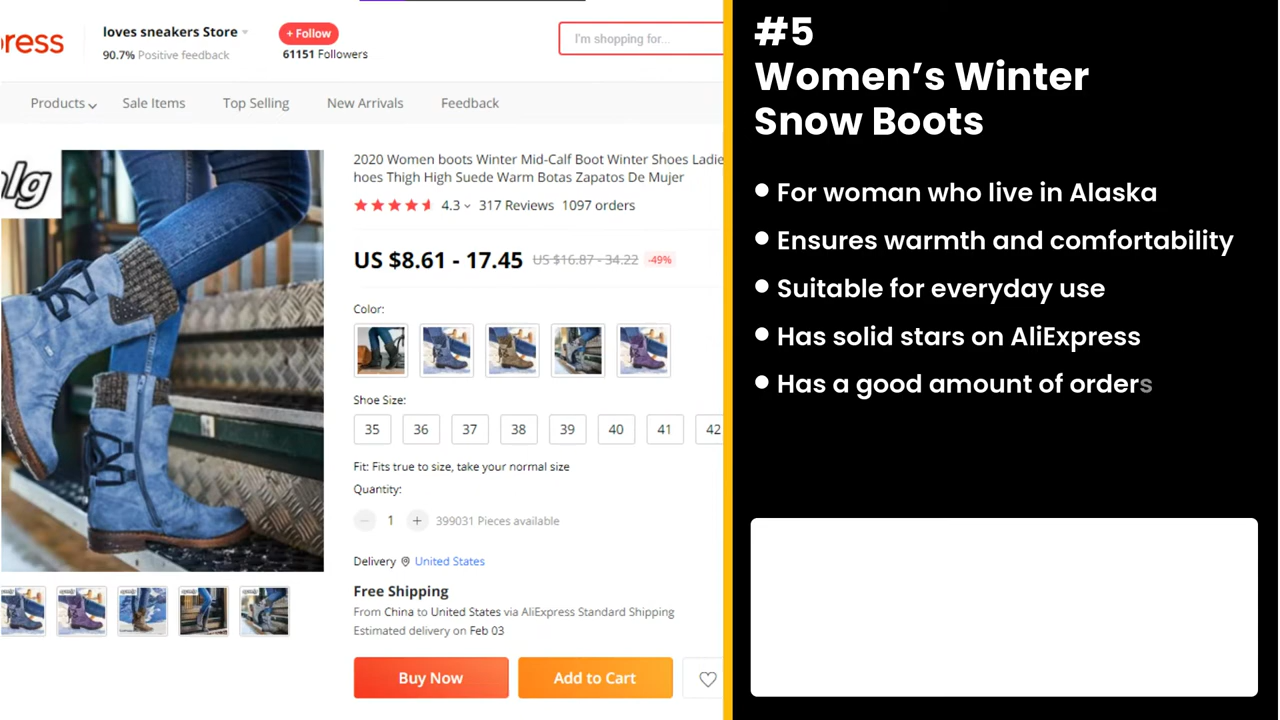 ress
loves sneakers Store
+ Follow
90.7% Positive feedback
61151 Followers
I'm shopping for...
Products
Sale Items
Top Selling
New Arrivals
Feedback
2020 Women boots Winter Mid-Calf Boot Winter Shoes Ladie
hoes Thigh High Suede Warm Botas Zapatos De Mujer
4.3
317 Reviews
1097 orders
US $8.61 - 17.45
US $16.87 - 34.22
-49%
Color:
Shoe Size:
35
36
37
38
39
40
41
42
Fit: Fits true to size, take your normal size
Quantity:
1
399031 Pieces available
Delivery
United States
Free Shipping
From China to United States via AliExpress Standard Shipping
Estimated delivery on Feb 03
Buy Now
Add to Cart
#5
Women’s Winter
Snow Boots
• For woman who live in Alaska
• Ensures warmth and comfortability
• Suitable for everyday use
• Has solid stars on AliExpress
• Has a good amount of orders